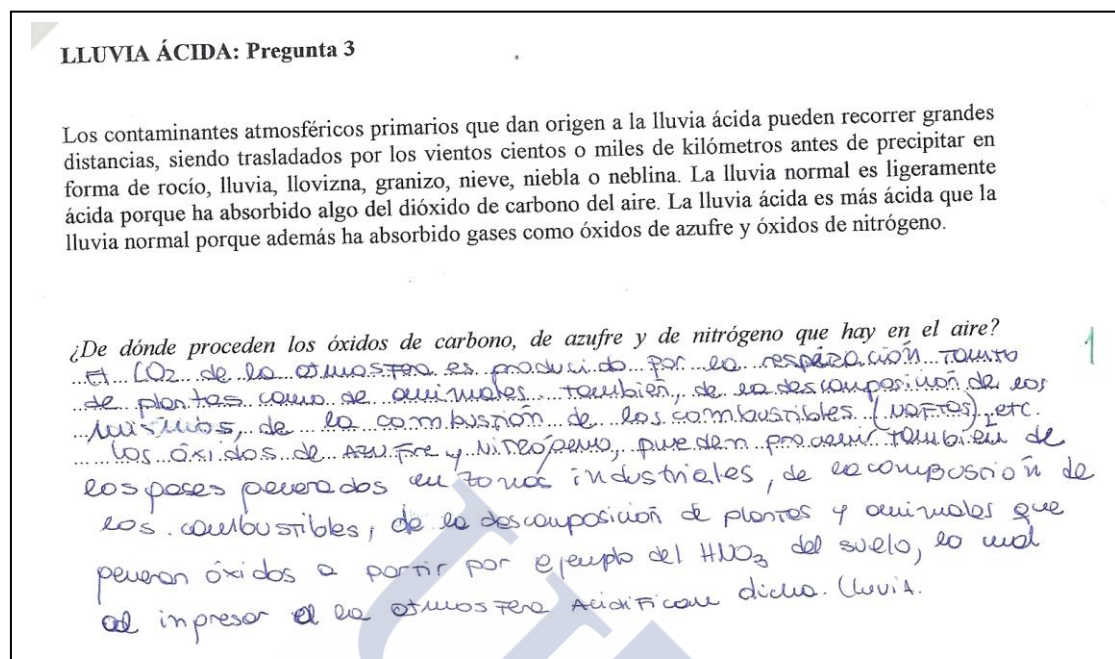 LLUVIA ÁCIDA: Pregunta 3
Los contaminantes atmosféricos primarios que dan origen a la lluvia ácida pueden recorrer grandes
distancias, siendo trasladados por los vientos cientos o miles de kilómetros antes de precipitar en
forma de rocío, lluvia, llovizna, granizo, nieve, niebla o neblina. La lluvia normal es ligeramente
ácida porque ha absorbido algo del dióxido de carbono del aire. La lluvia ácida es más ácida que la
lluvia normal porque además ha absorbido gases como óxidos de azufre y óxidos de nitrógeno.
¿De dónde proceden los óxidos de carbono, de azufre y de nitrógeno que hay en el aire?
1
El CO2 de la atmosfera es producido por la respiración tanto
de plantas como de animales. también, de la descomposición de los
mismos, de la combustión de los combustibles (naftas), etc.
Los óxidos de azufre y Nitrógeno, pueden provenir también de
los gases generados en zonas industriales, de la combustión de
los combustibles, de la descomposición de plantas y animales que
generan óxidos a partir por ejemplo del HNO3 del suelo, lo cual
al ingresar a la atmosfera Acidifican dicha lluvia.